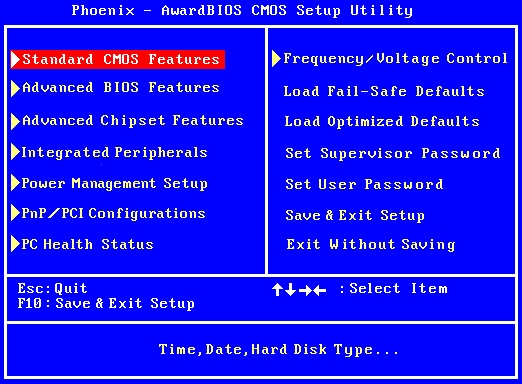 Phoenix - AwardBIOS CMOS Setup Utility
Standard CMOS Features
Advanced BIOS Features
Advanced Chipset Features
Integrated Peripherals
Power Management Setup
PnP/PCI Configurations
PC Health Status
Frequency/Voltage Control
Load Fail-Safe Defaults
Load Optimized Defaults
Set Supervisor Password
Set User Password
Save & Exit Setup
Exit Without Saving
Esc: Quit
F10: Save & Exit Setup
↑↓→← : Select Item
Time,Date,Hard Disk Type...